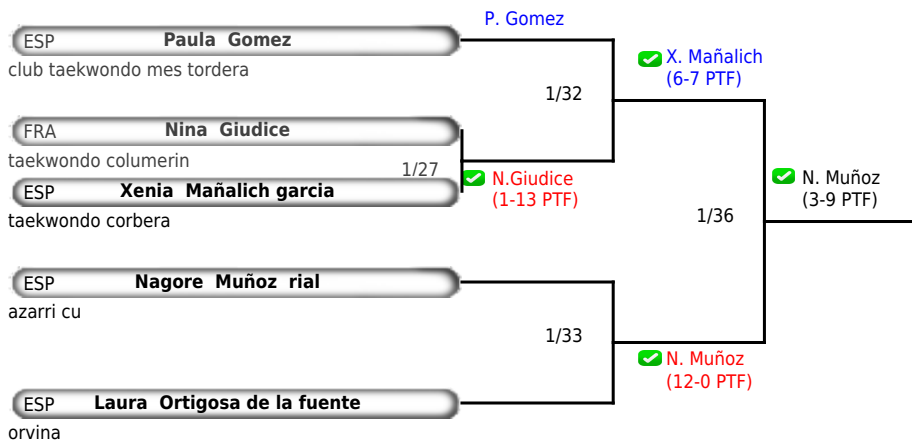 P. Gomez
ESP Paula Gomez
club taekwondo mes tordera
X. Mañalich
(6-7 PTF)
1/32
FRA Nina Giudice
taekwondo columerin
1/27
N.Giudice
(1-13 PTF)
ESP Xenia Mañalich garcia
taekwondo corbera
N. Muñoz
(3-9 PTF)
1/36
ESP Nagore Muñoz rial
azarri cu
1/33
N. Muñoz
(12-0 PTF)
ESP Laura Ortigosa de la fuente
orvina